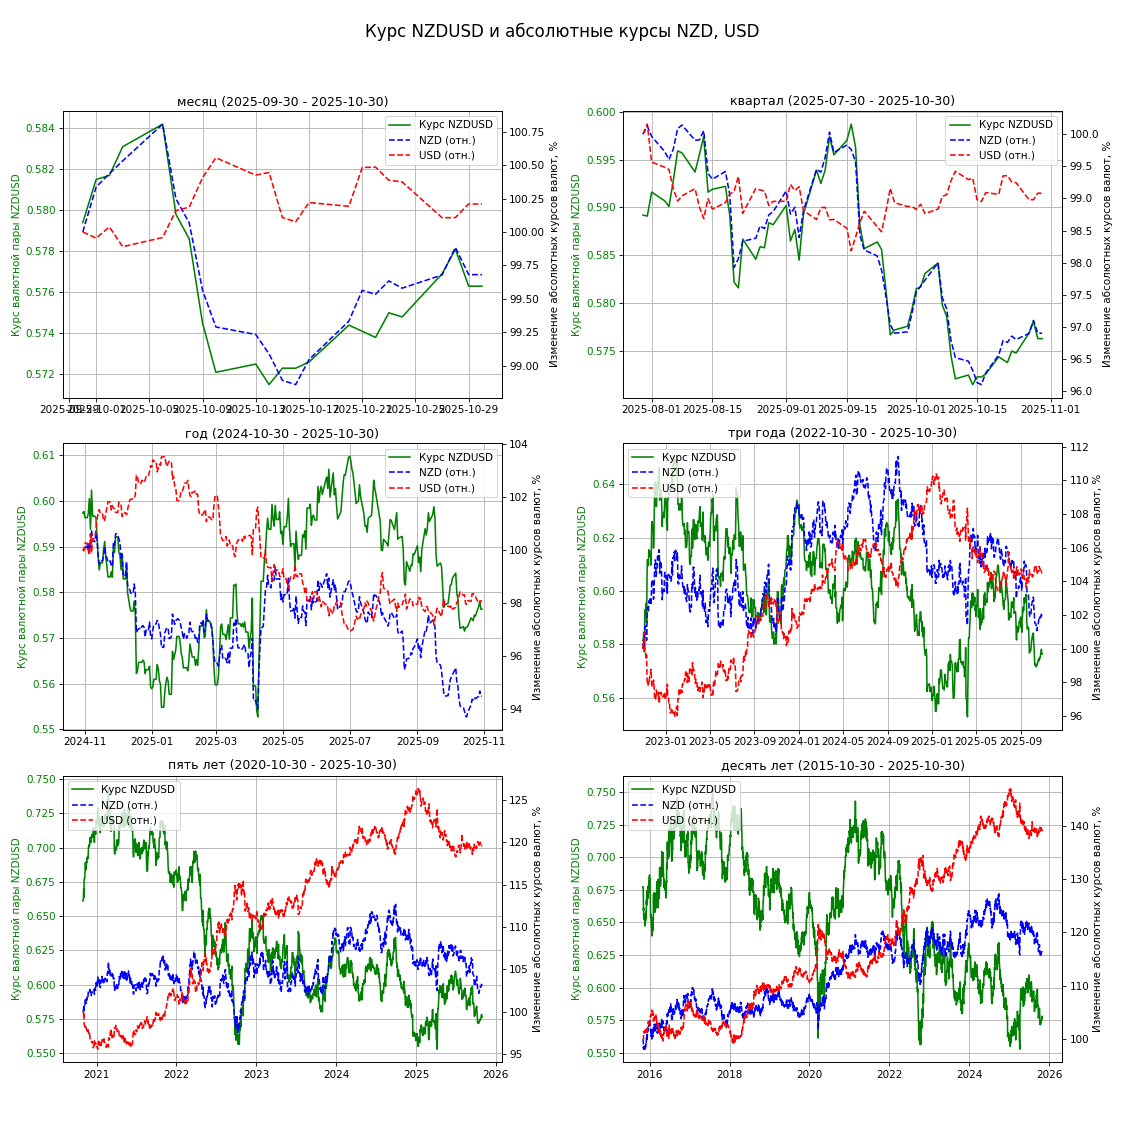 Курс NZDUSD и абсолютные курсы NZD, USD
месяц (2025-09-30 - 2025-10-30)
Курс валютной пары NZDUSD
0.584
0.582
0.580
0.578
0.576
0.574
0.572
Курс NZDUSD
NZD (отн.)
USD (отн.)
100.75
100.50
100.25
100.00
99.75
99.50
99.25
99.00
Изменение абсолютных курсов валют, %
2025-09-29 2025-10-01 2025-10-05 2025-10-09 2025-10-13 2025-10-17 2025-10-21 2025-10-25 2025-10-29
квартал (2025-07-30 - 2025-10-30)
Курс валютной пары NZDUSD
0.600
0.595
0.590
0.585
0.580
0.575
Курс NZDUSD
NZD (отн.)
USD (отн.)
100.0
99.5
99.0
98.5
98.0
97.5
97.0
96.5
96.0
Изменение абсолютных курсов валют, %
2025-08-01 2025-08-15 2025-09-01 2025-09-15 2025-10-01 2025-10-15 2025-11-01
год (2024-10-30 - 2025-10-30)
Курс валютной пары NZDUSD
0.61
0.60
0.59
0.58
0.57
0.56
0.55
Курс NZDUSD
NZD (отн.)
USD (отн.)
104
102
100
98
96
94
Изменение абсолютных курсов валют, %
2024-11 2025-01 2025-03 2025-05 2025-07 2025-09 2025-11
три года (2022-10-30 - 2025-10-30)
Курс валютной пары NZDUSD
0.64
0.62
0.60
0.58
0.56
Курс NZDUSD
NZD (отн.)
USD (отн.)
112
110
108
106
104
102
100
98
96
Изменение абсолютных курсов валют, %
2023-01 2023-05 2023-09 2024-01 2024-05 2024-09 2025-01 2025-05 2025-09
пять лет (2020-10-30 - 2025-10-30)
Курс валютной пары NZDUSD
0.750
0.725
0.700
0.675
0.650
0.625
0.600
0.575
0.550
Курс NZDUSD
NZD (отн.)
USD (отн.)
125
120
115
110
105
100
95
Изменение абсолютных курсов валют, %
2021 2022 2023 2024 2025 2026
десять лет (2015-10-30 - 2025-10-30)
Курс валютной пары NZDUSD
0.750
0.725
0.700
0.675
0.650
0.625
0.600
0.575
0.550
Курс NZDUSD
NZD (отн.)
USD (отн.)
140
130
120
110
100
Изменение абсолютных курсов валют, %
2016 2018 2020 2022 2024 2026